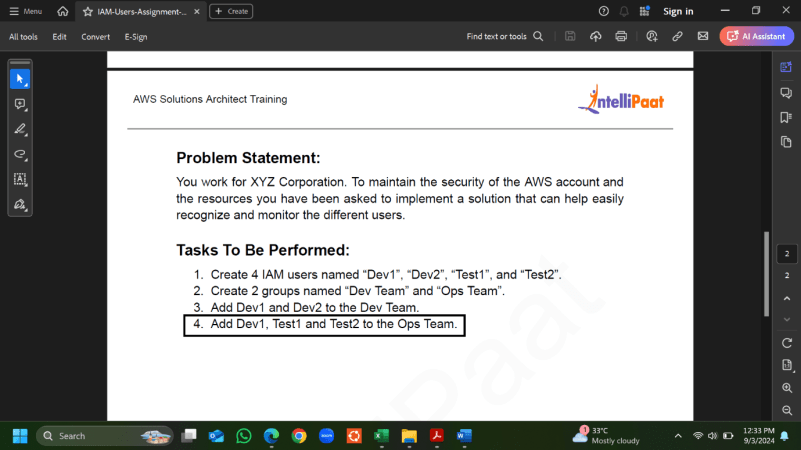 Menu
IAM-Users-Assignment-...
Create
Sign in
All tools
Edit
Convert
E-Sign
Find text or tools
AI Assistant
AWS Solutions Architect Training
IntelliPaat
Problem Statement:
You work for XYZ Corporation. To maintain the security of the AWS account and
the resources you have been asked to implement a solution that can help easily
recognize and monitor the different users.
Tasks To Be Performed:
1. Create 4 IAM users named “Dev1”, “Dev2”, “Test1”, and “Test2”.
2. Create 2 groups named “Dev Team” and “Ops Team”.
3. Add Dev1 and Dev2 to the Dev Team.
4. Add Dev1, Test1 and Test2 to the Ops Team.
2
2
Search
1
33°C
Mostly cloudy
12:33 PM
9/3/2024